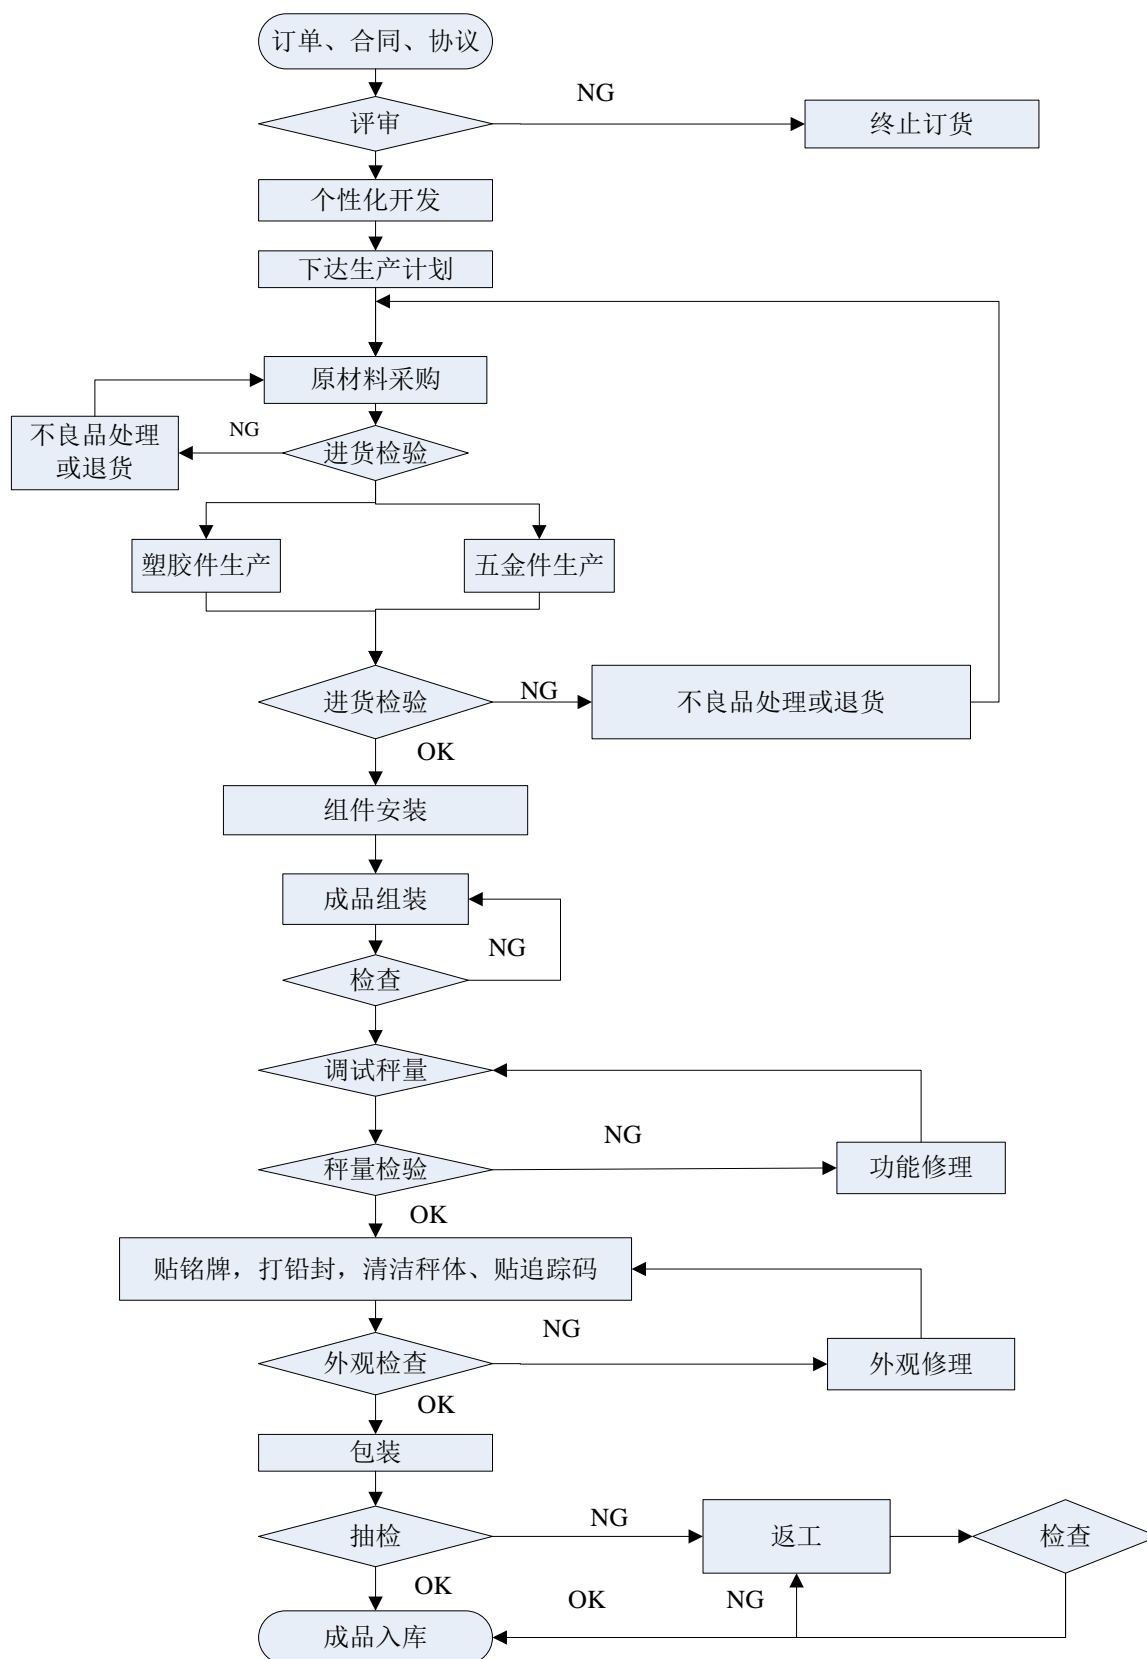 订单、合同、协议
NG
评审
终止订货
个性化开发
下达生产计划
原材料采购
不良品处理
或退货
NG
进货检验
塑胶件生产
五金件生产
进货检验
NG
不良品处理或退货
OK
组件安装
成品组装
NG
检查
调试秤量
NG
秤量检验
功能修理
OK
贴铭牌，打铅封，清洁秤体、贴追踪码
NG
外观检查
外观修理
OK
包装
抽检
NG
返工
检查
OK
OK
NG
成品入库